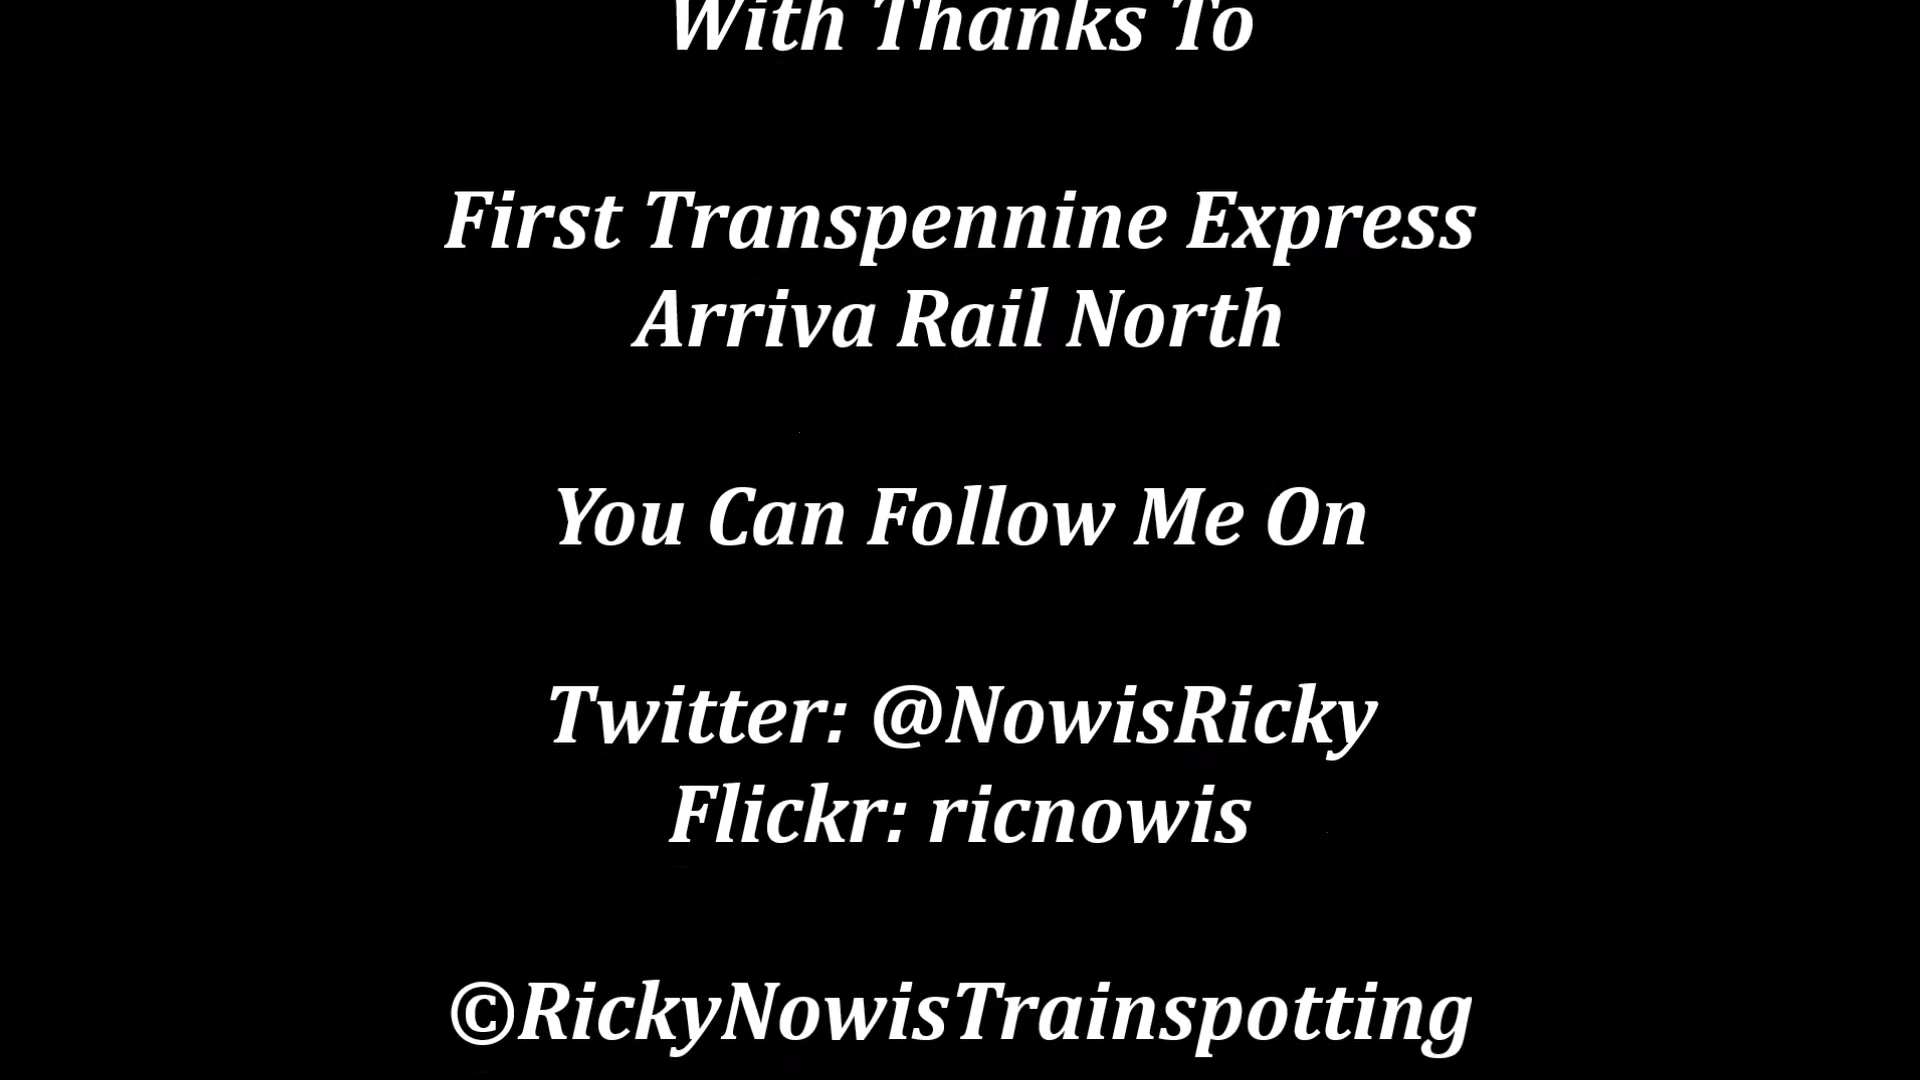 With Thanks To
First Transpennine Express
Arriva Rail North
You Can Follow Me On
Twitter: @NowisRicky
Flickr: ricnowis
©RickyNowisTrainspotting